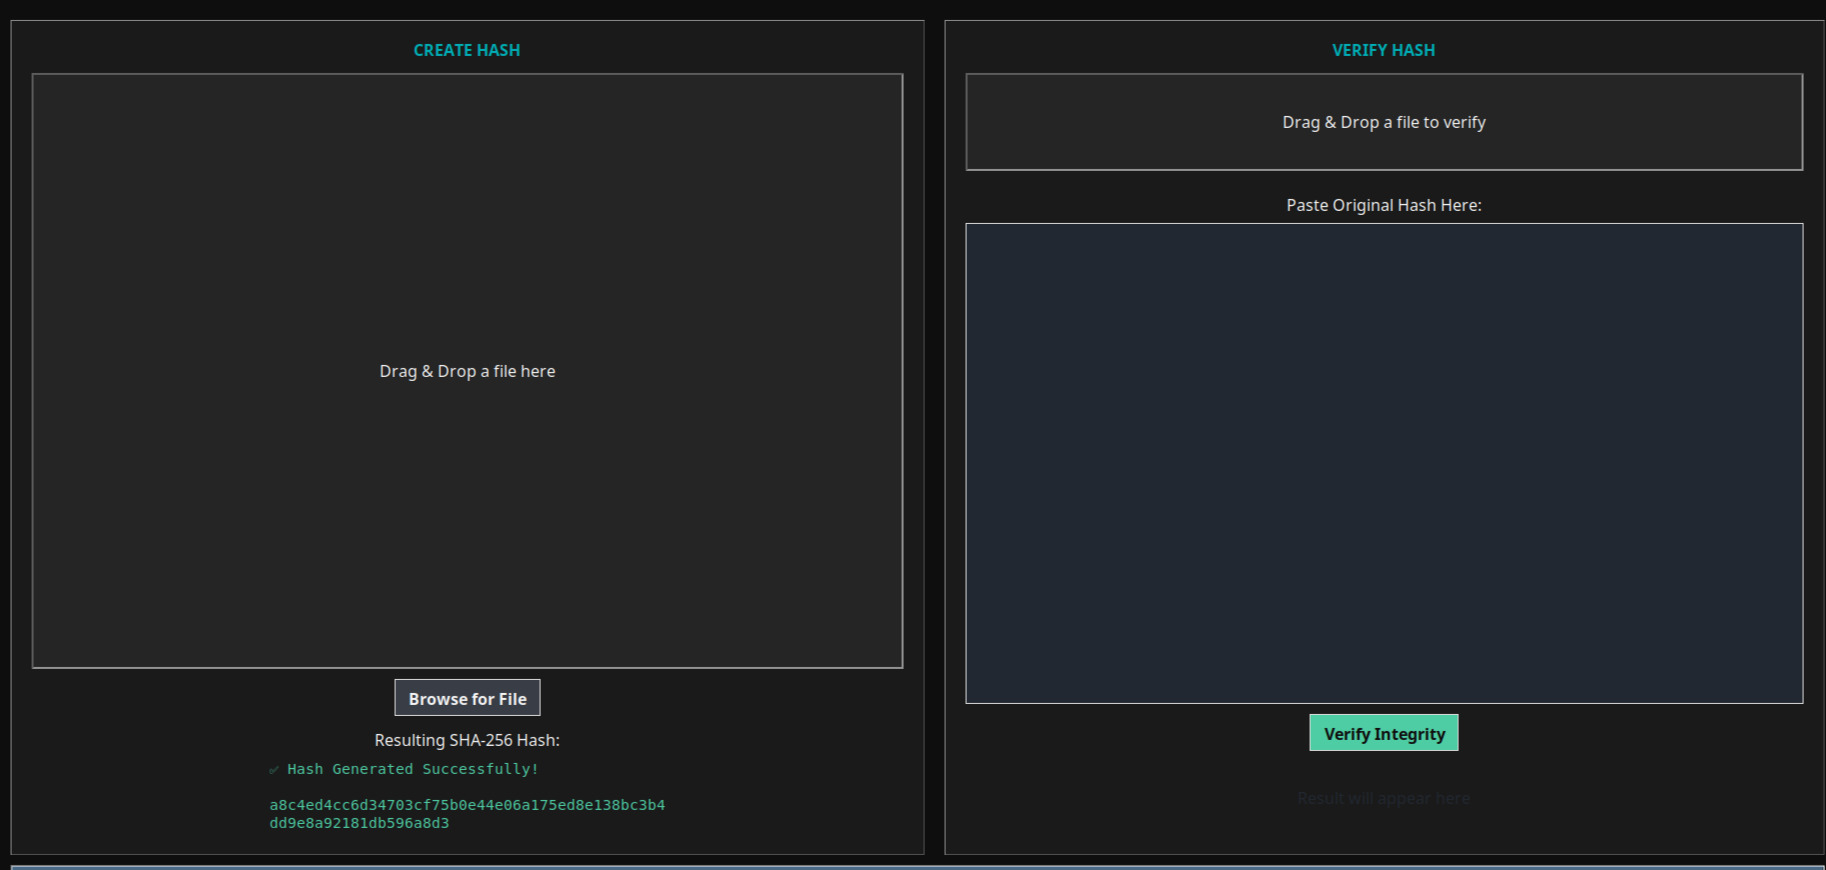 CREATE HASH
Drag & Drop a file here
Browse for File
Resulting SHA-256 Hash:
✅ Hash Generated Successfully!
a8c4ed4cc6d34703cf75b0e44e06a175ed8e138bc3b4
dd9e8a92181db596a8d3
VERIFY HASH
Drag & Drop a file to verify
Paste Original Hash Here:
Verify Integrity
Result will appear here